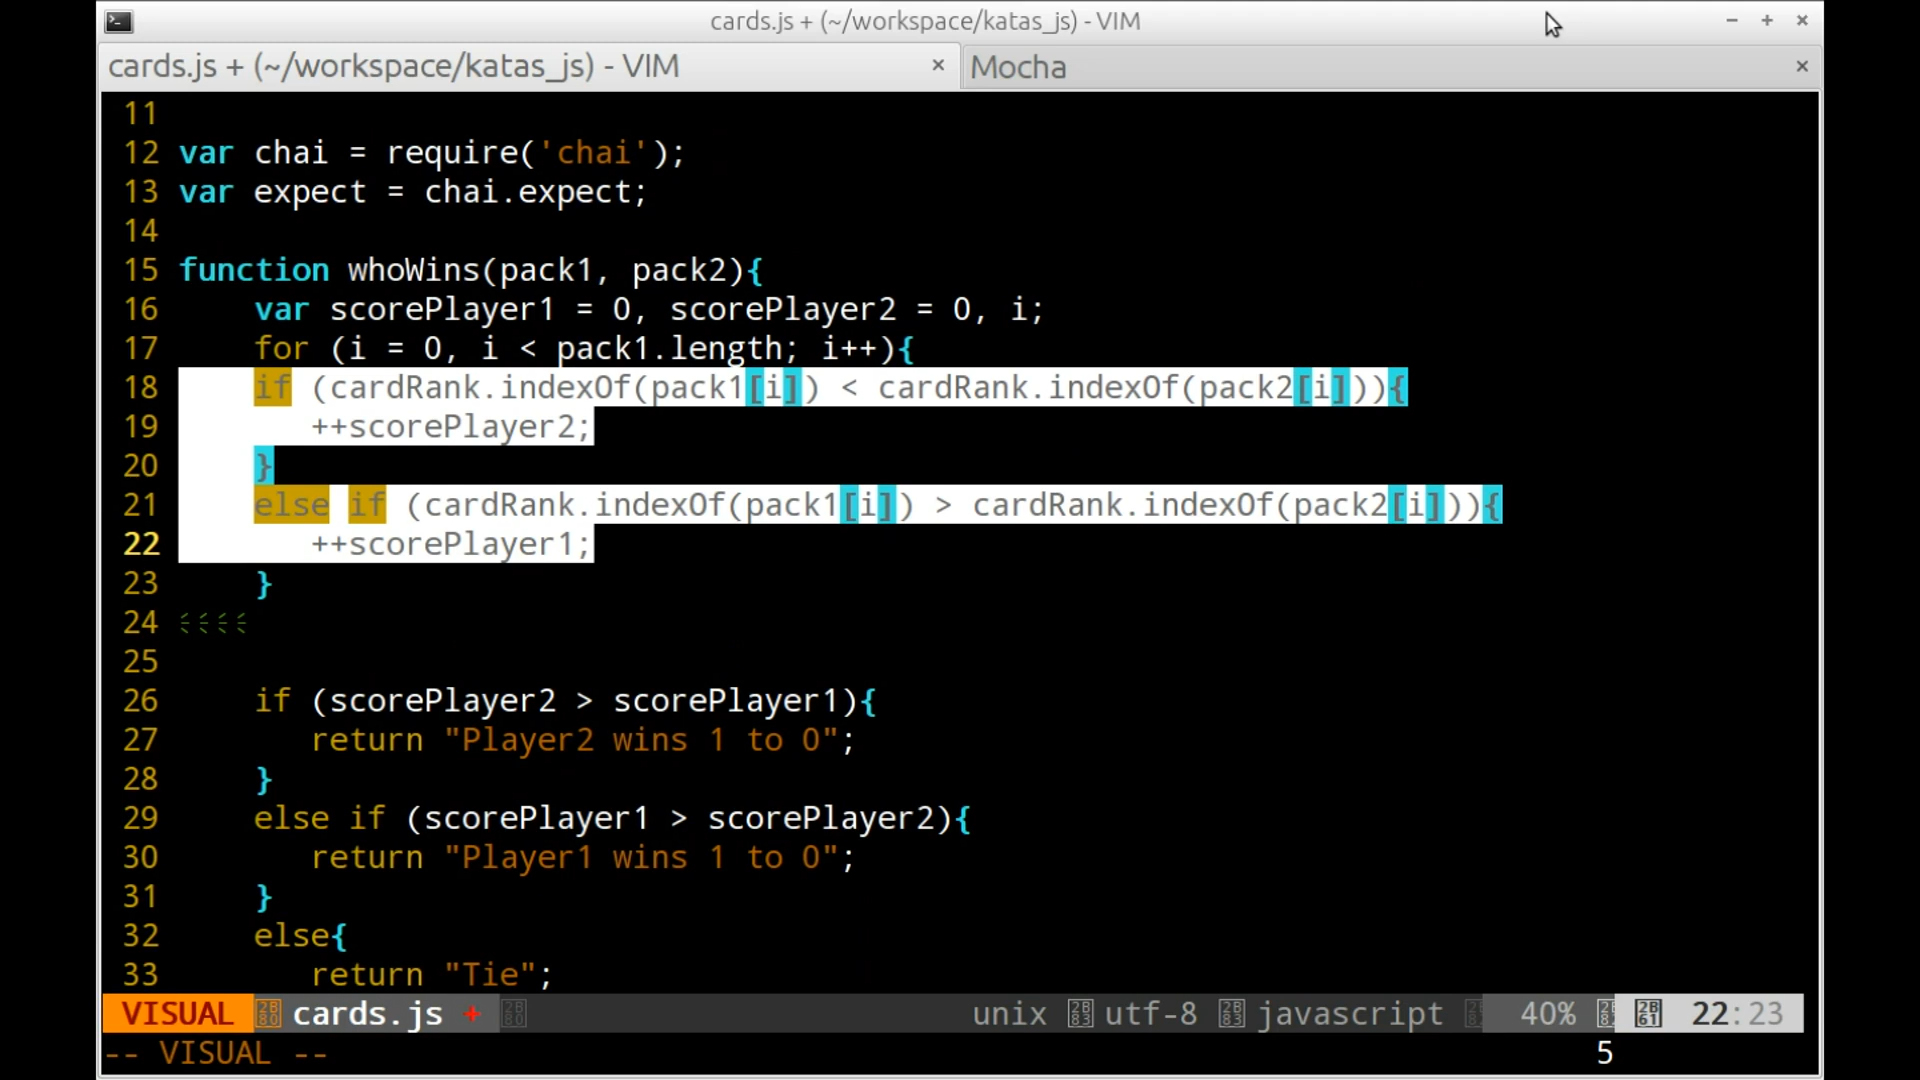 cards.js + (~/workspace/katas_js) - VIM
cards.js + (~/workspace/katas_js) - VIM
Mocha
11
12 var chai = require('chai');
13 var expect = chai.expect;
14
15 function whoWins(pack1, pack2){
16     var scorePlayer1 = 0, scorePlayer2 = 0, i;
17     for (i = 0, i < pack1.length; i++){
18     if (cardRank.indexOf(pack1[i]) < cardRank.indexOf(pack2[i])){
19        ++scorePlayer2;
20     }
21     else if (cardRank.indexOf(pack1[i]) > cardRank.indexOf(pack2[i])){
22        ++scorePlayer1;
23     }
24
25
26     if (scorePlayer2 > scorePlayer1){
27        return "Player2 wins 1 to 0";
28     }
29     else if (scorePlayer1 > scorePlayer2){
30        return "Player1 wins 1 to 0";
31     }
32     else{
33        return "Tie";
VISUAL cards.js + unix utf-8 javascript 40% 22:23
-- VISUAL -- 5